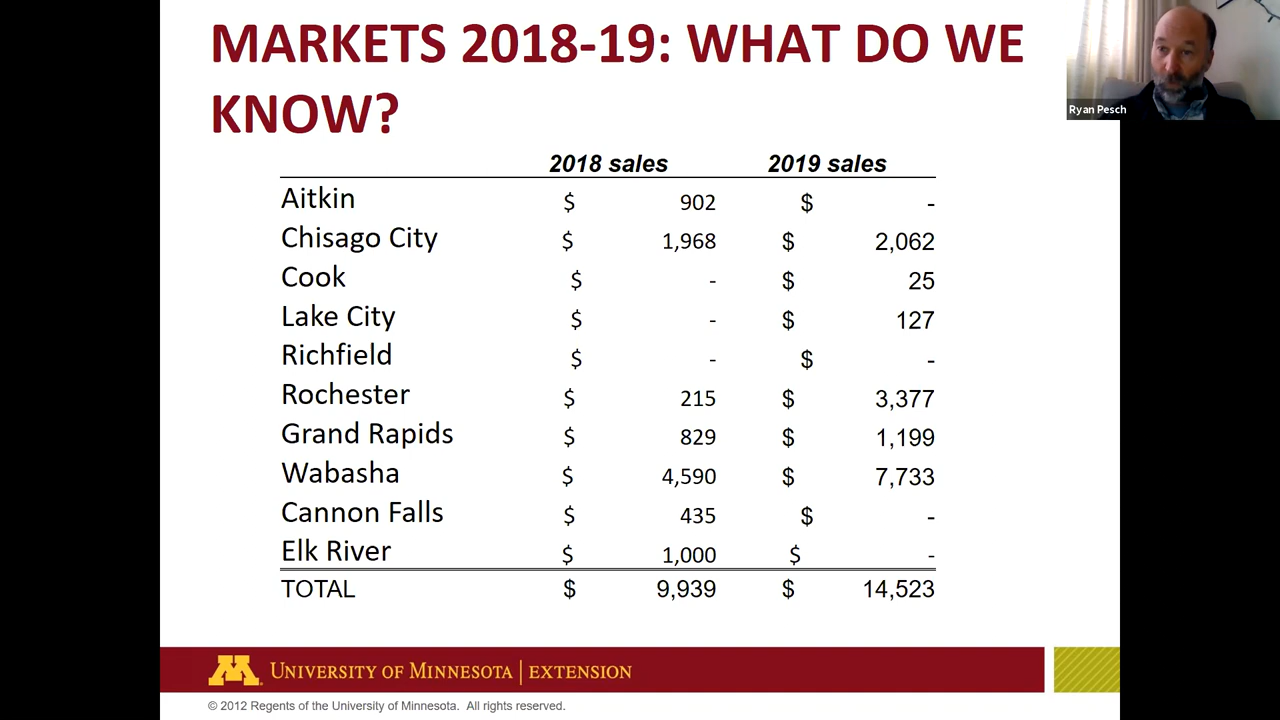 MARKETS 2018-19: WHAT DO WE
KNOW?
Ryan Pesch
2018 sales 2019 sales
Aitkin $ 902 $ -
Chisago City $ 1,968 $ 2,062
Cook $ - $ 25
Lake City $ - $ 127
Richfield $ - $ -
Rochester $ 215 $ 3,377
Grand Rapids $ 829 $ 1,199
Wabasha $ 4,590 $ 7,733
Cannon Falls $ 435 $ -
Elk River $ 1,000 $ -
TOTAL $ 9,939 $ 14,523
M UNIVERSITY OF MINNESOTA | EXTENSION
© 2012 Regents of the University of Minnesota. All rights reserved.